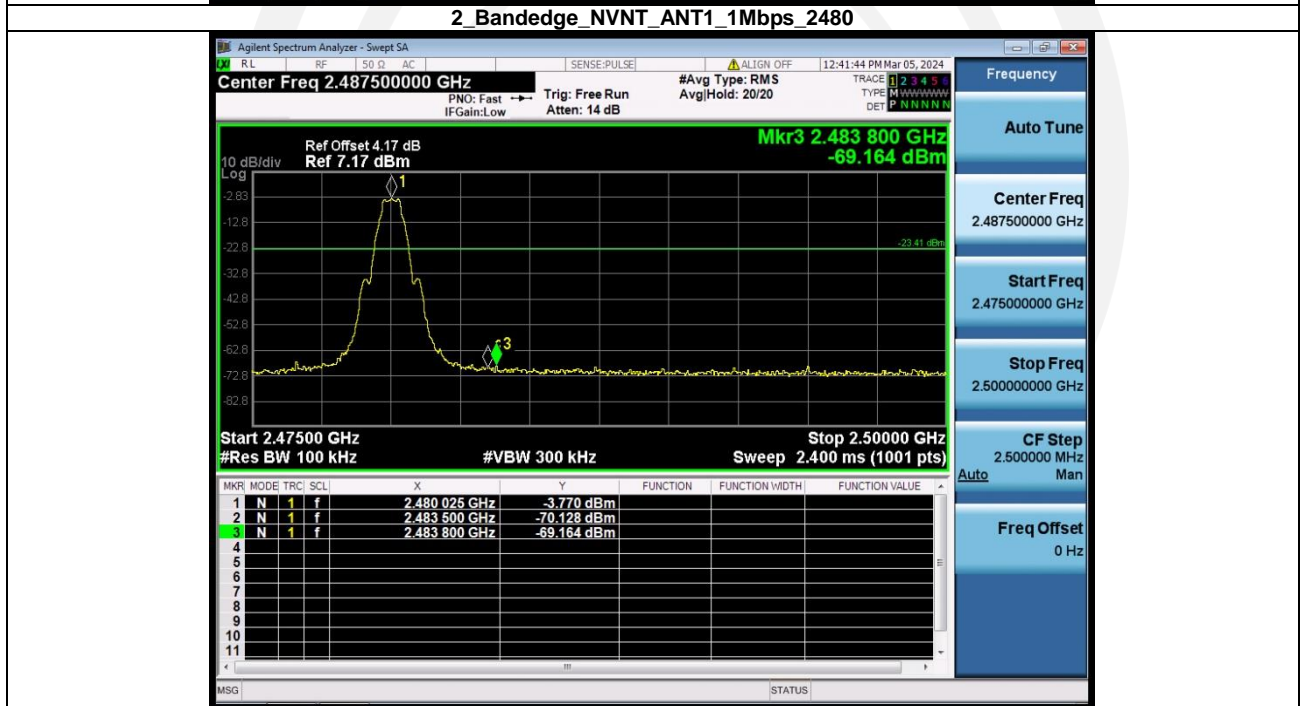 2_Bandedge_NVNT_ANT1_1Mbps_2480
Agilent Spectrum Analyzer - Swept SA
RL RF 50 Ω AC SENSE:PULSE ALIGN OFF 12:41:44 PM Mar 05, 2024
Center Freq 2.487500000 GHz #Avg Type: RMS TRACE 1 2 3 4 5 6
PNO: Fast Trig: Free Run Avg|Hold: 20/20 TYPE M WWWWW
IFGain:Low Atten: 14 dB DET P N N N N N
Frequency
Auto Tune
Center Freq
2.487500000 GHz
Start Freq
2.475000000 GHz
Stop Freq
2.500000000 GHz
CF Step
2.500000 MHz
Auto Man
Freq Offset
0 Hz
Mkr3 2.483 800 GHz
-69.164 dBm
Ref Offset 4.17 dB
10 dB/div Ref 7.17 dBm
Log
1
-2.83
-12.8
-22.8
-23.41 dBm
-32.8
-42.8
-52.8
-62.8
3
-72.8
-82.8
Start 2.47500 GHz Stop 2.50000 GHz
#Res BW 100 kHz #VBW 300 kHz Sweep 2.400 ms (1001 pts)
MKR MODE TRC SCL X Y FUNCTION FUNCTION WIDTH FUNCTION VALUE
1 N 1 f 2.480 025 GHz -3.770 dBm
2 N 1 f 2.483 500 GHz -70.128 dBm
3 N 1 f 2.483 800 GHz -69.164 dBm
4
5
6
7
8
9
10
11
MSG STATUS